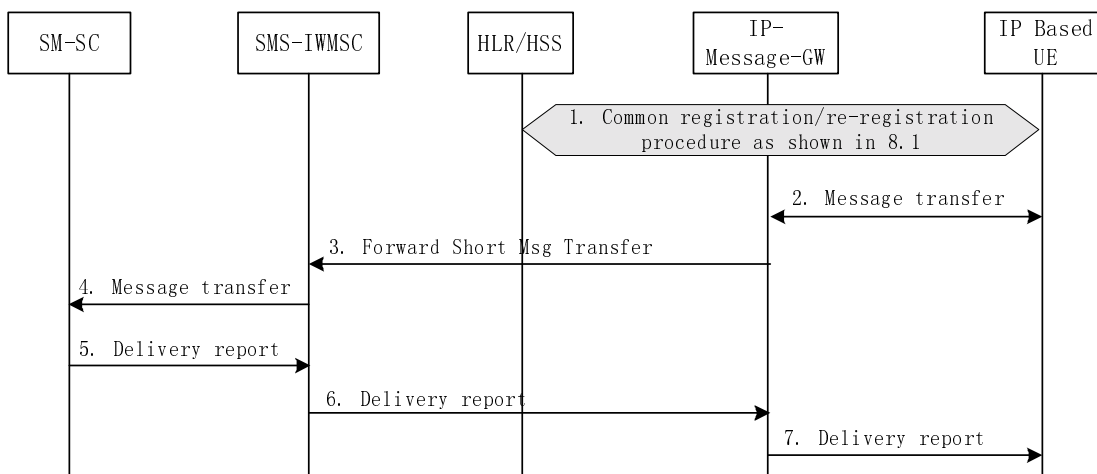 SM-SC
SMS-IWMSC
HLR/HSS
IP-
Message-GW
IP Based
UE
1. Common registration/re-registration
procedure as shown in 8.1
2. Message transfer
3. Forward Short Msg Transfer
4. Message transfer
5. Delivery report
6. Delivery report
7. Delivery report